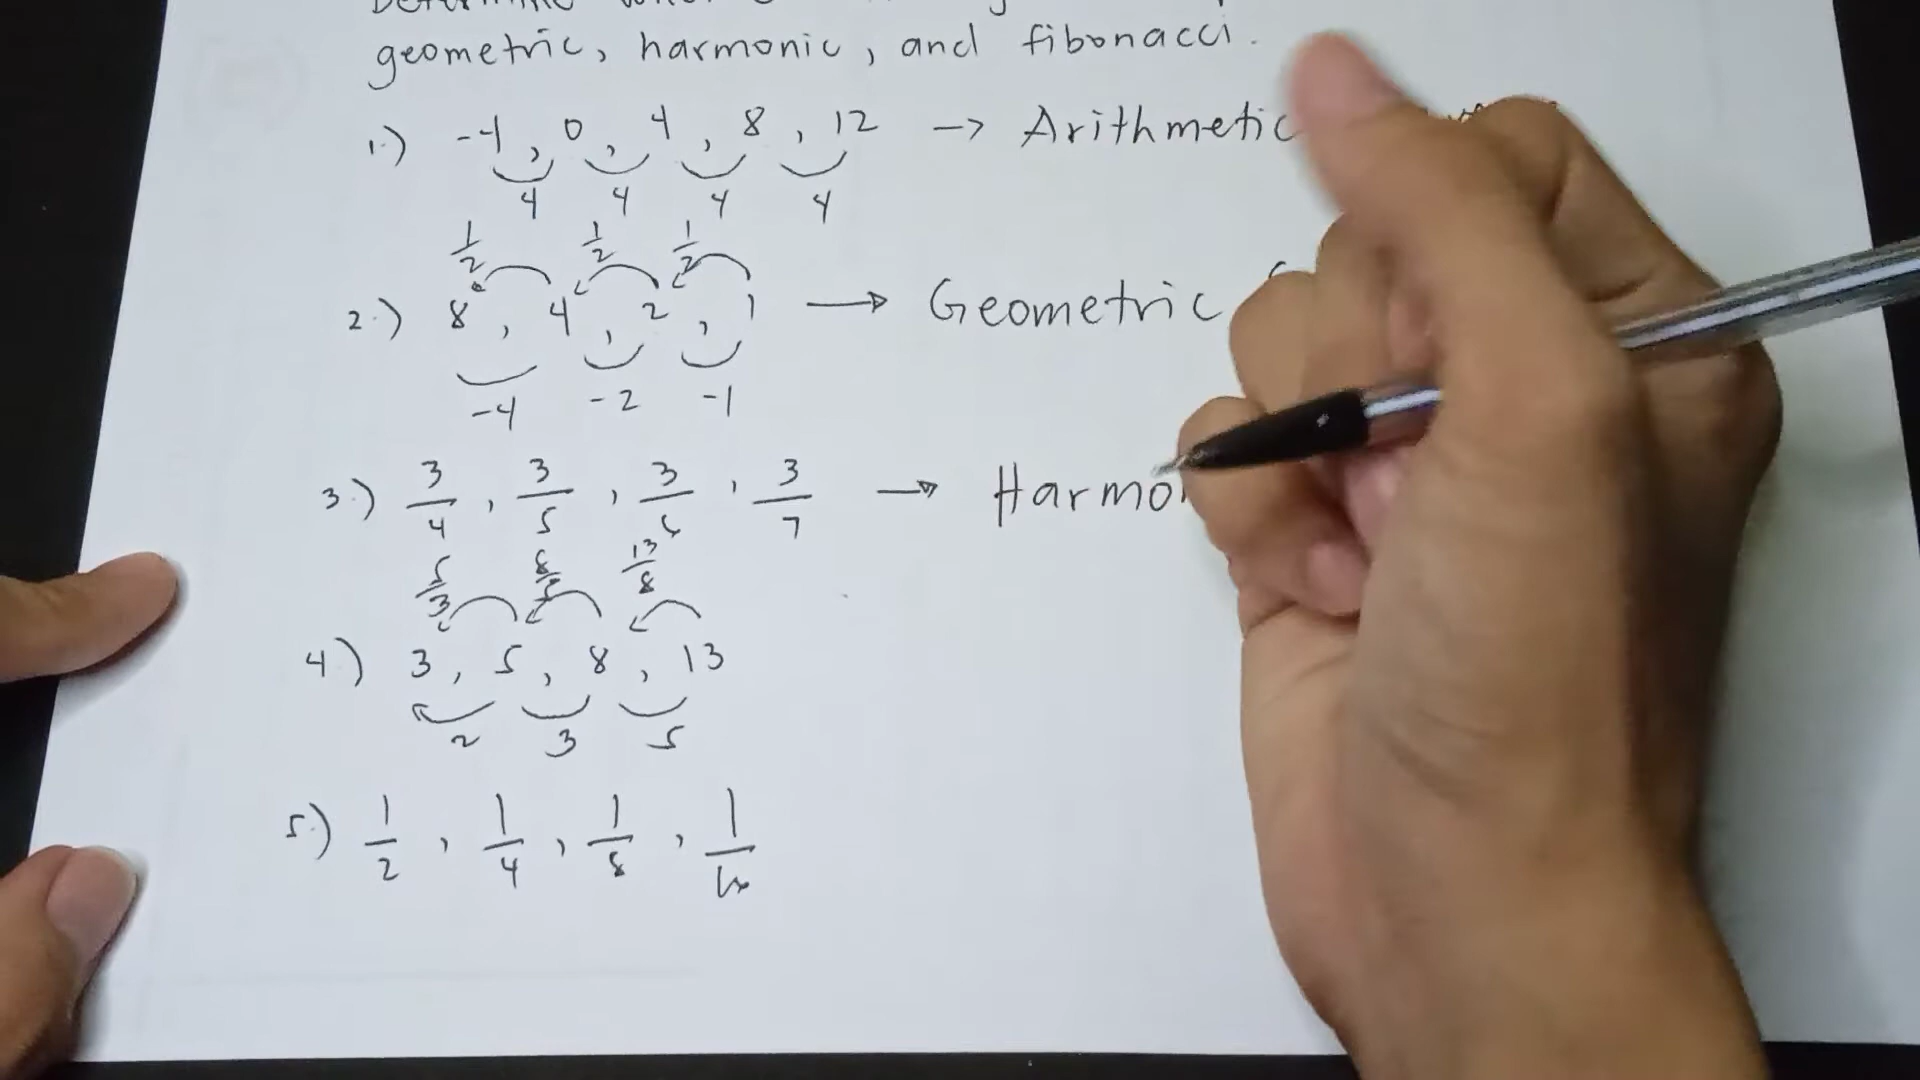 geometric, harmonic, and fibonacci.
1.) -4, 0, 4, 8, 12 -> Arithmetic
4 4 4 4
1/2 1/2 1/2
2.) 8, 4, 2, 1 -> Geometric
-4 -2 -1
3.) 3/4, 3/5, 3/6, 3/7 -> Harmo
5/3 8/5 13/8
4.) 3, 5, 8, 13
2 3 5
5.) 1/2, 1/4, 1/8, 1/16